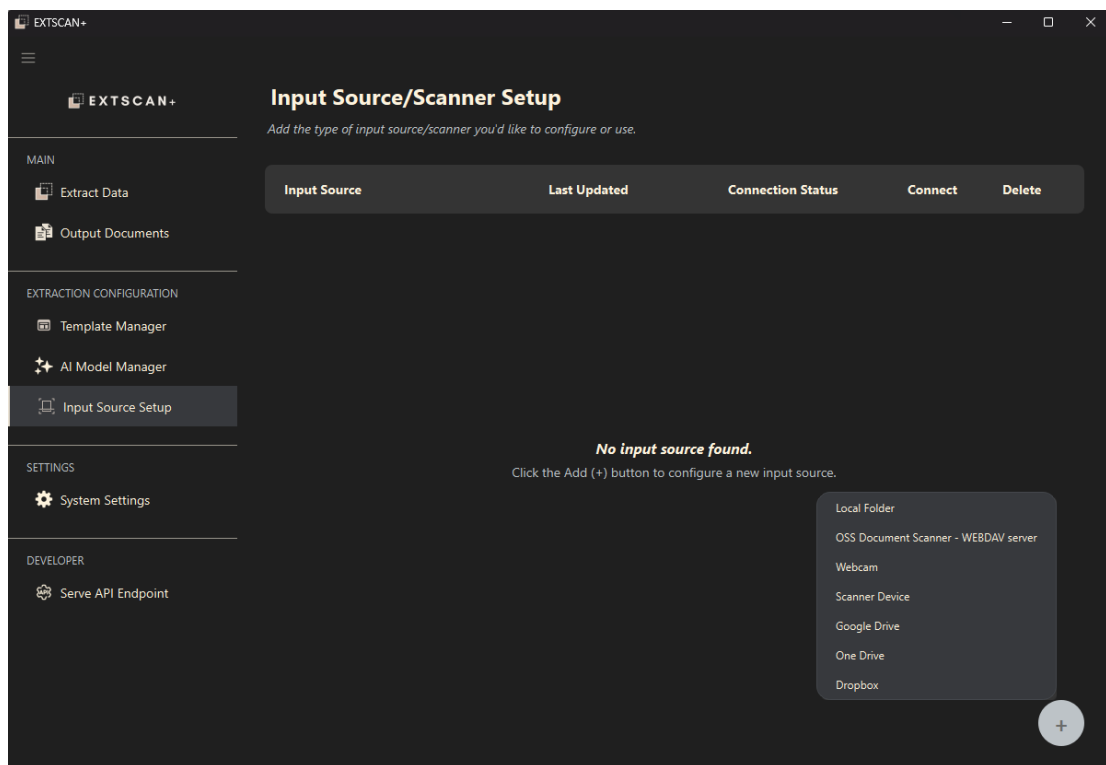 EXTSCAN+
EXTSCAN+
MAIN
Extract Data
Output Documents
EXTRACTION CONFIGURATION
Template Manager
AI Model Manager
Input Source Setup
SETTINGS
System Settings
DEVELOPER
API
Serve API Endpoint
Input Source/Scanner Setup
Add the type of input source/scanner you'd like to configure or use.
Input Source Last Updated Connection Status Connect Delete
No input source found.
Click the Add (+) button to configure a new input source.
Local Folder
OSS Document Scanner - WEBDAV server
Webcam
Scanner Device
Google Drive
One Drive
Dropbox
+